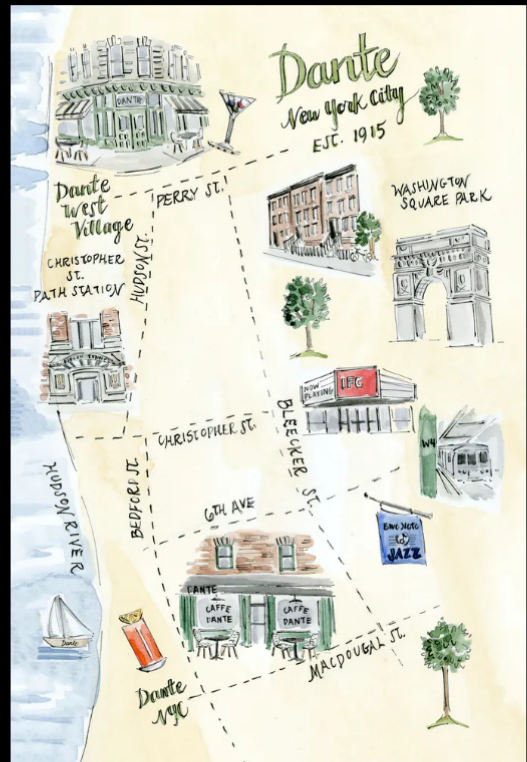 Dante
New York City
EST. 1915
DANTE
Dante
West
Village
PERRY ST.
HUDSON ST.
WASHINGTON
SQUARE PARK
CHRISTOPHER
ST.
PATH STATION
NOW
PLAYING
IFC
CHRISTOPHER ST.
BLEECKER ST.
W4
BEDFORD ST.
HUDSON RIVER
6TH AVE
BLUE NOTE
JAZZ
DANTE
CAFFE
DANTE
CAFFE
DANTE
Dante
MACDOUGAL ST.
Dante
NYC